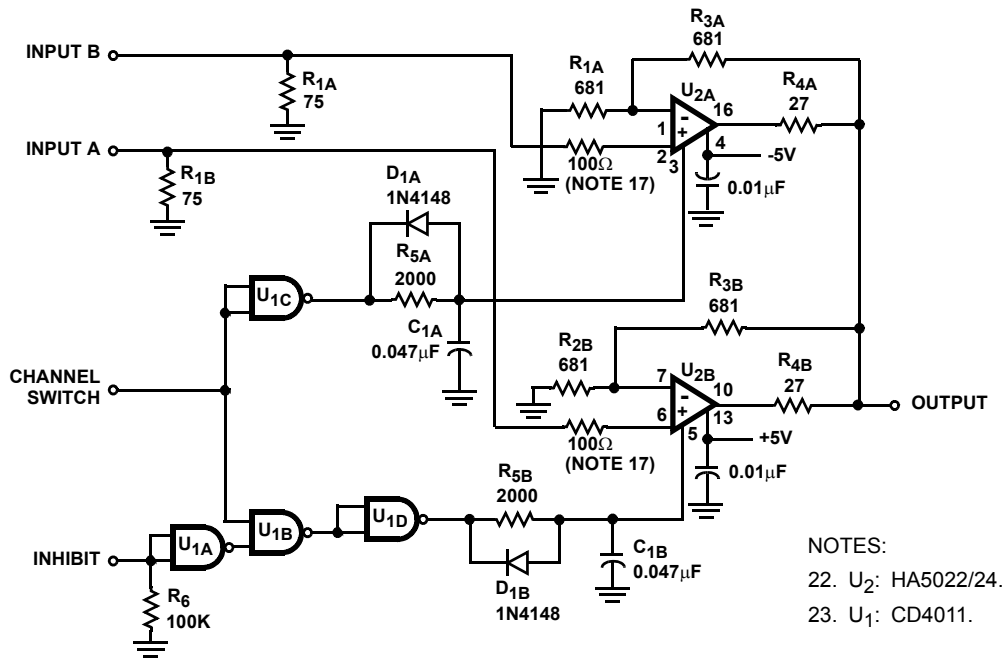 INPUT B
R1A
75
INPUT A
R1B
75
R3A
681
R1A
681
U2A
16
R4A
27
-
+
1
2
3
4
-5V
0.01µF
100Ω
(NOTE 17)
D1A
1N4148
R5A
2000
U1C
C1A
0.047µF
CHANNEL
SWITCH
R3B
681
R2B
681
U2B
7
-
+
6
5
10
13
R4B
27
OUTPUT
+5V
0.01µF
100Ω
(NOTE 17)
R5B
2000
U1D
U1B
U1A
INHIBIT
R6
100K
D1B
1N4148
C1B
0.047µF
NOTES:
22. U2: HA5022/24.
23. U1: CD4011.